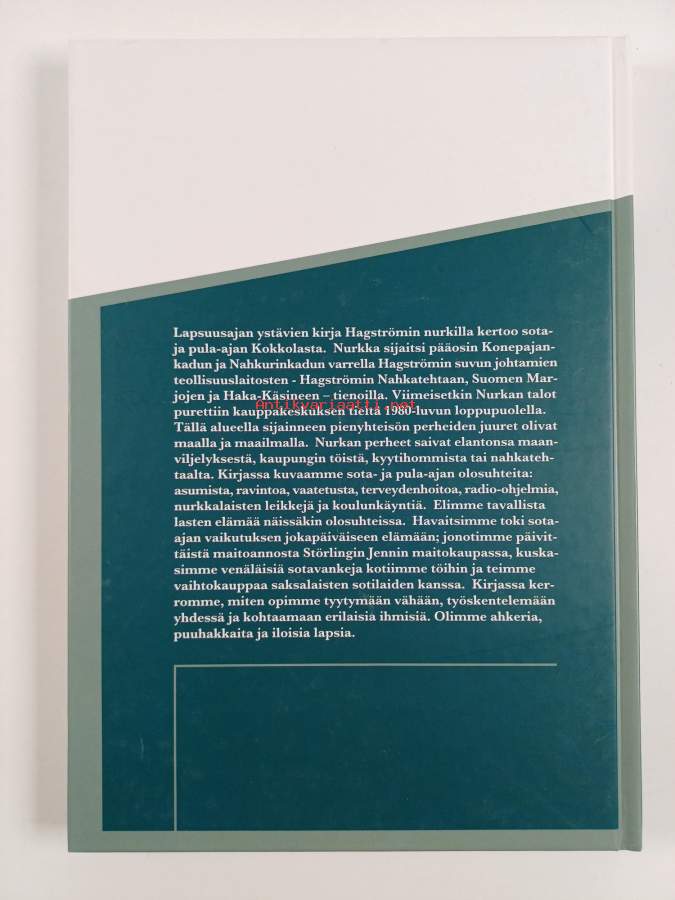 Lapsuusajan ystävien kirja Hagströmin nurkilla kertoo sota-
ja pula-ajan Kokkolasta. Nurkka sijaitsi pääosin Konepajan-
kadun ja Nahkurinkadun varrella Hagströmin suvun johtamien
teollisuuslaitosten - Hagströmin Nahkatehtaan, Suomen Mar-
jojen ja Haka-Käsineen – tienoilla. Viimeisetkin Nurkan talot
Antikvariaatti.net
purettiin kauppakeskuksen tieltä 1980-luvun loppupuolella.
Tällä alueella sijainneen pienyhteisön perheiden juuret olivat
maalla ja maailmalla. Nurkan perheet saivat elantonsa maan-
viljelyksestä, kaupungin töistä, kyytihommista tai nahkateh-
taalta. Kirjassa kuvaamme sota- ja pula-ajan olosuhteita:
asumista, ravintoa, vaatetusta, terveydenhoitoa, radio-ohjelmia,
nurkkalaisten leikkejä ja koulunkäyntiä. Elimme tavallista
lasten elämää näissäkin olosuhteissa. Havaitsimme toki sota-
ajan vaikutuksen jokapäiväiseen elämään; jonotimme päivit-
täistä maitoannosta Störlingin Jennin maitokaupassa, kuska-
simme venäläisiä sotavankeja kotiimme töihin ja teimme
vaihtokauppaa saksalaisten sotilaiden kanssa. Kirjassa ker-
romme, miten opimme tyytymään vähään, työskentelemään
yhdessä ja kohtaamaan erilaisia ihmisiä. Olimme ahkeria,
puuhakkaita ja iloisia lapsia.